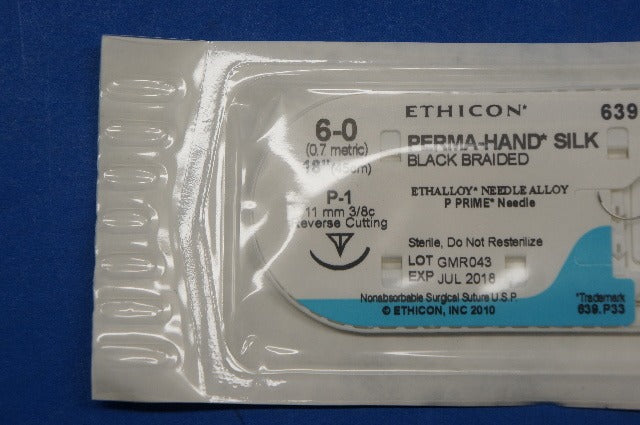 ETHICON*
639
6-0
(0.7 metric)
18" (45cm)
PERMA-HAND* SILK
BLACK BRAIDED
P-1
11 mm 3/8c
Reverse Cutting
ETHALLOY* NEEDLE ALLOY
P PRIME* Needle
Sterile, Do Not Resterilize
LOT GMR043
EXP JUL 2018
Nonabsorbable Surgical Suture U.S.P.
© ETHICON, INC 2010
*Trademark
639.P33